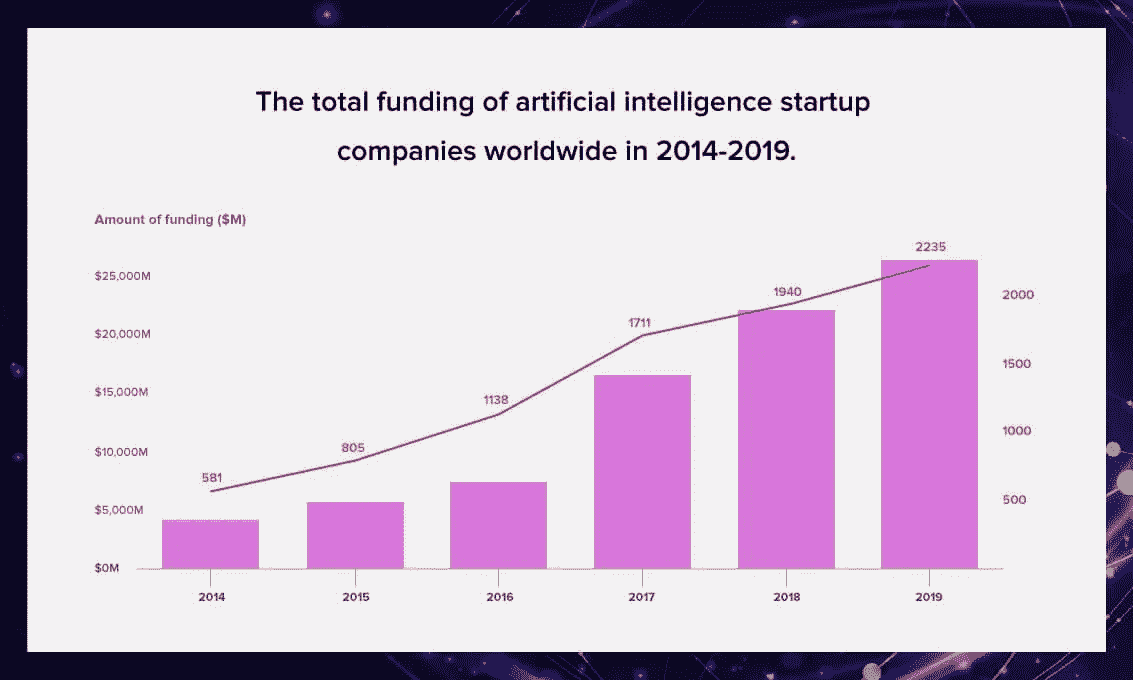 The total funding of artificial intelligence startup
companies worldwide in 2014-2019.
Amount of funding ($M)
$25,000M
$20,000M
$15,000M
$10,000M
$5,000M
$0M
581
805
1138
1711
1940
2235
2000
1500
1000
500
2014
2015
2016
2017
2018
2019